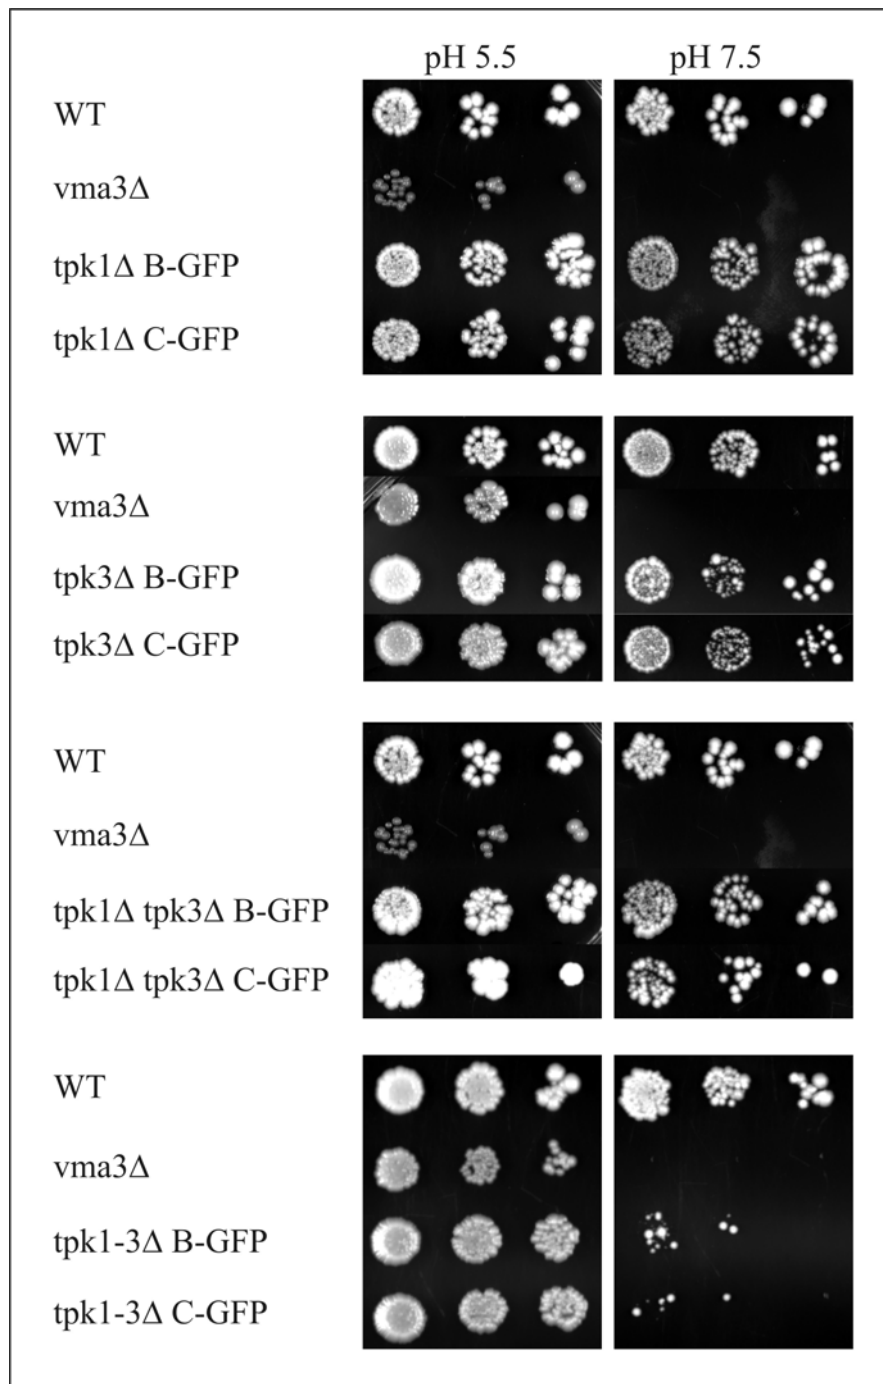 pH 5.5 pH 7.5
WT
vma3Δ
tpk1Δ B-GFP
tpk1Δ C-GFP
WT
vma3Δ
tpk3Δ B-GFP
tpk3Δ C-GFP
WT
vma3Δ
tpk1Δ tpk3Δ B-GFP
tpk1Δ tpk3Δ C-GFP
WT
vma3Δ
tpk1-3Δ B-GFP
tpk1-3Δ C-GFP